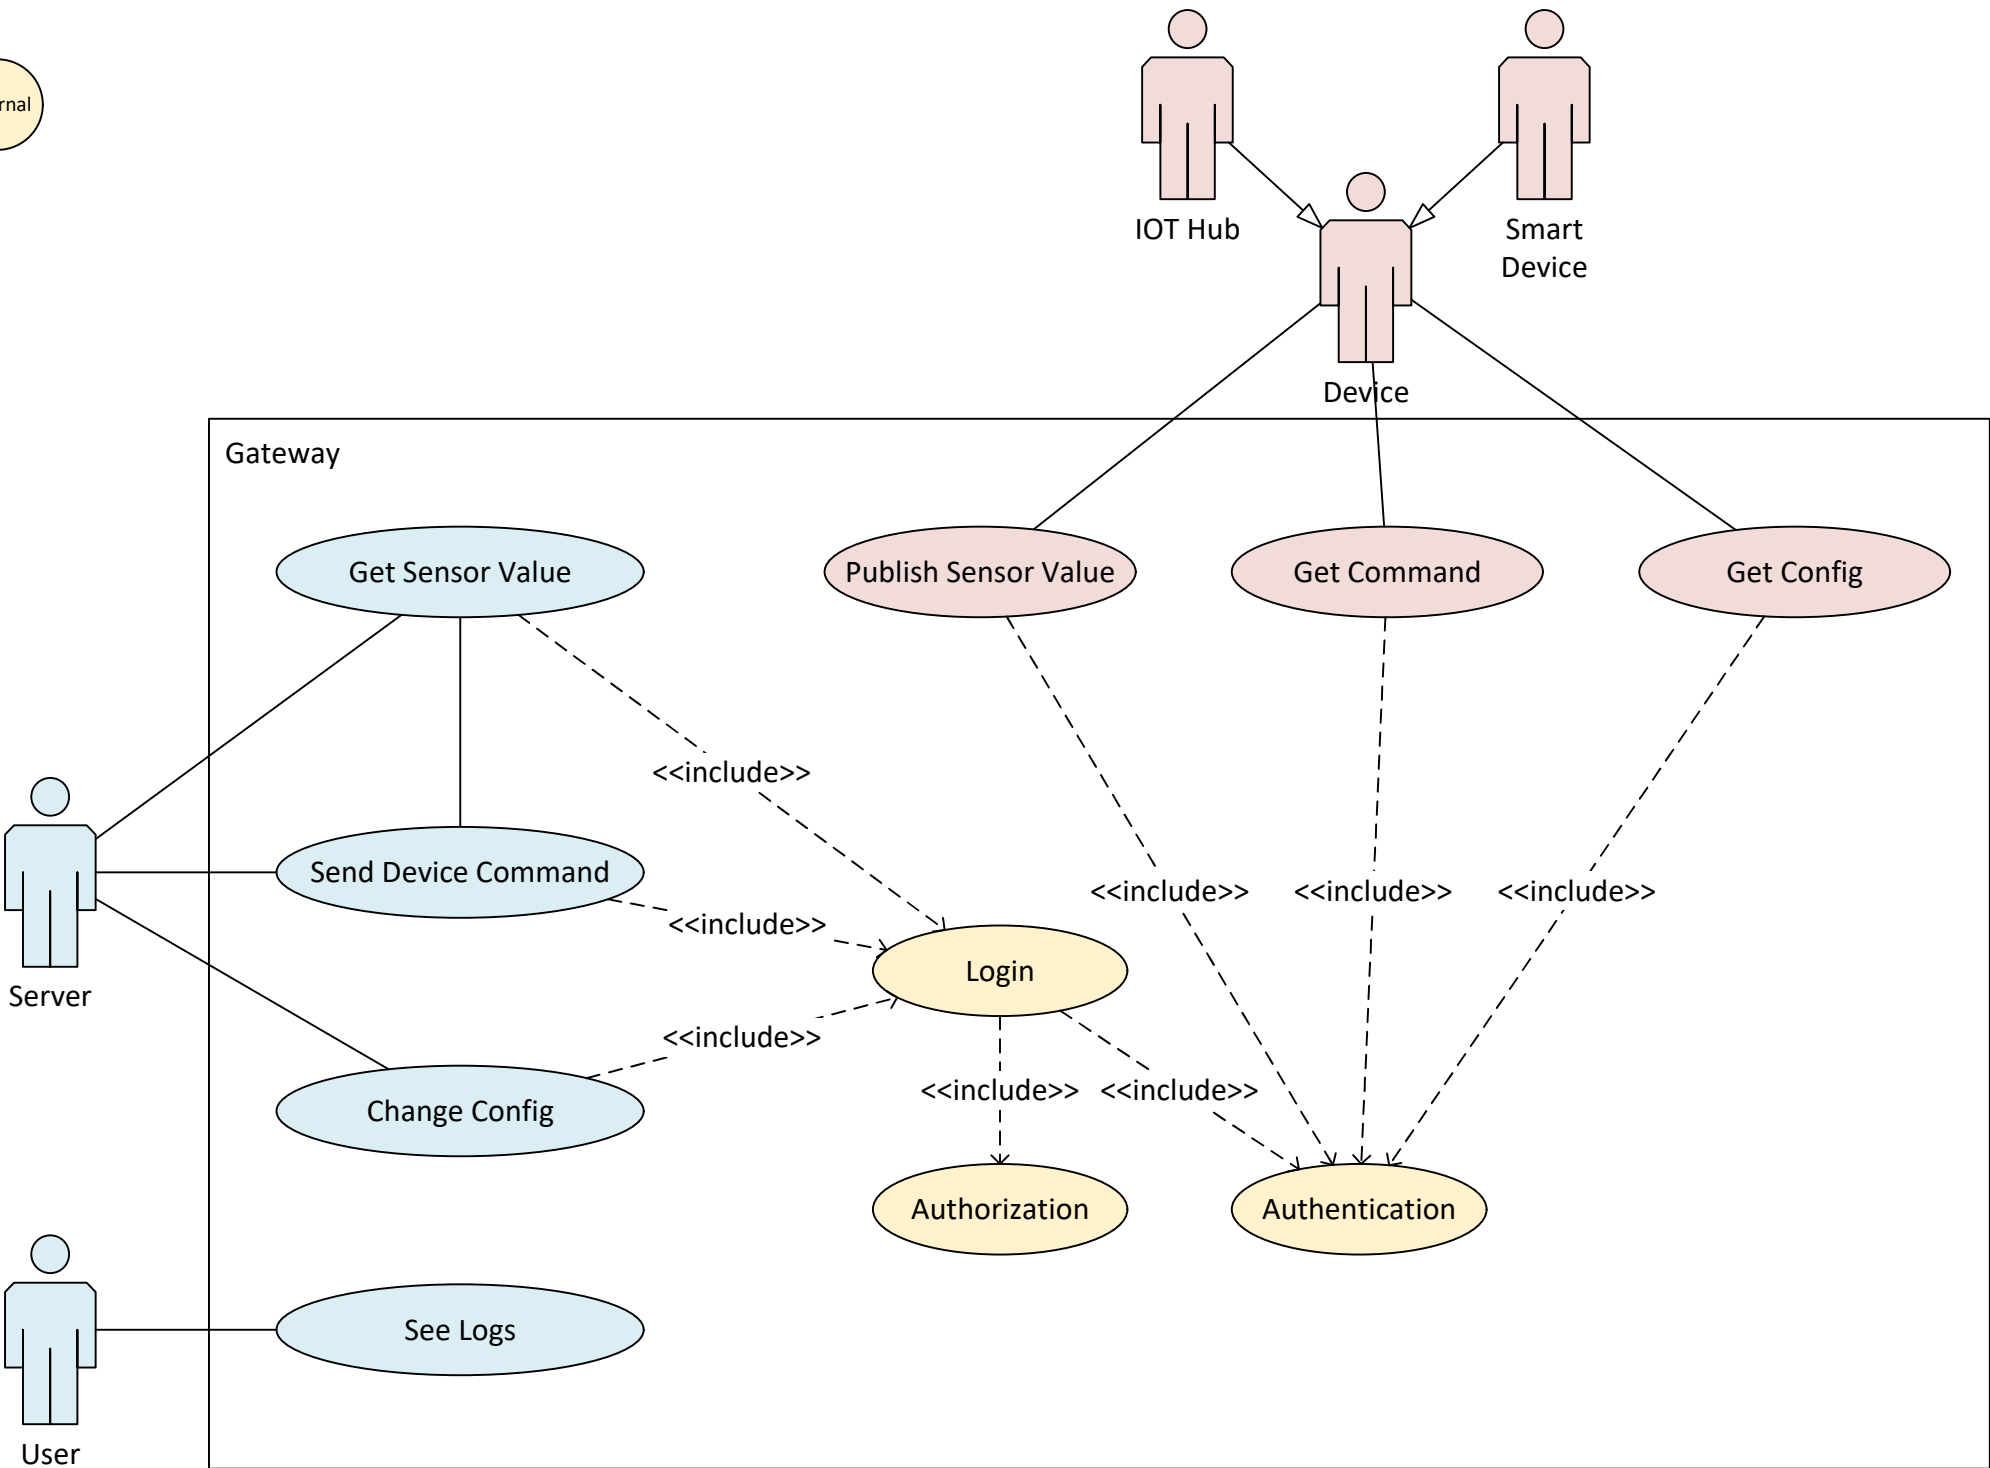 IOT Hub
Smart
Device
Device
Gateway
Get Sensor Value
Publish Sensor Value
Get Command
Get Config
<<include>>
Send Device Command
<<include>>
<<include>>
<<include>>
<<include>>
Login
Server
<<include>>
<<include>>
<<include>>
Change Config
Authorization
Authentication
See Logs
User